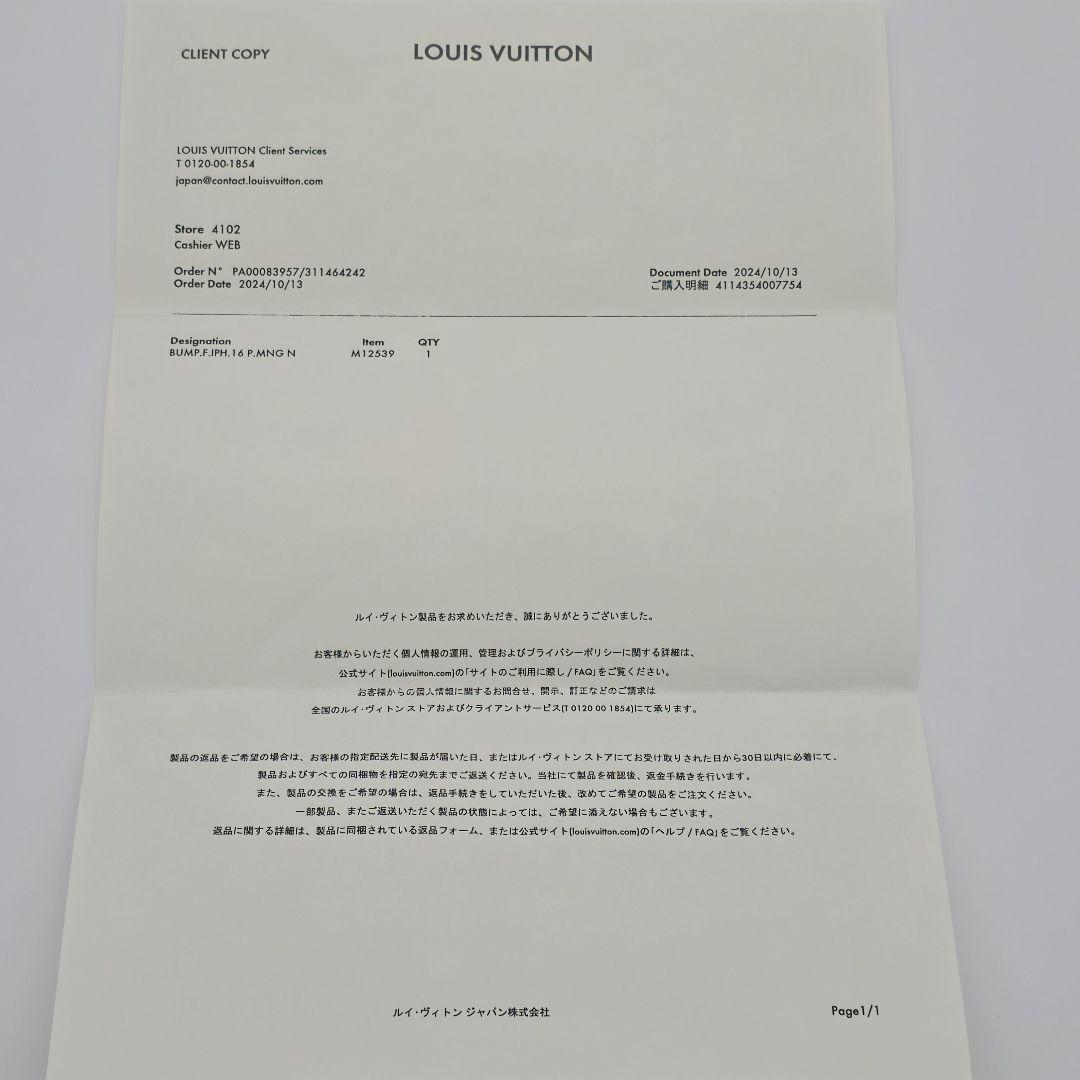 CLIENT COPY
LOUIS VUITTON
LOUIS VUITTON Client Services
T 0120-00-1854
japan@contact.louisvuitton.com
Store 4102
Cashier WEB
Order N° PA00083957/311464242
Order Date 2024/10/13
Document Date 2024/10/13
ご購入明細 4114354007754
Designation Item QTY
BUMP.F.IPH.16 P.MNG N M12539 1
ルイ・ヴィトン製品をお求めいただき、誠にありがとうございました。
お客様からいただく個人情報の運用、管理およびプライバシーポリシーに関する詳細は、
公式サイト(louisvuitton.com)の「サイトのご利用に際し / FAQ」をご覧ください。
お客様からの個人情報に関するお問合せ、開示、訂正などのご請求は
全国のルイ・ヴィトン ストアおよびクライアントサービス(T 0120 00 1854)にて承ります。
製品の返品をご希望の場合は、お客様の指定配送先に製品が届いた日、またはルイ・ヴィトン ストアにてお受け取りされた日から30日以内に必着にて、
製品およびすべての同梱物を指定の宛先までご返送ください。当社にて製品を確認後、返金手続きを行います。
また、製品の交換をご希望の場合は、返品手続きをしていただいた後、改めてご希望の製品をご注文ください。
一部製品、またご返送いただく製品の状態によっては、ご希望に添えない場合もございます。
返品に関する詳細は、製品に同梱されている返品フォーム、または公式サイト(louisvuitton.com)の「ヘルプ / FAQ」をご覧ください。
ルイ・ヴィトン ジャパン株式会社
Page1/1